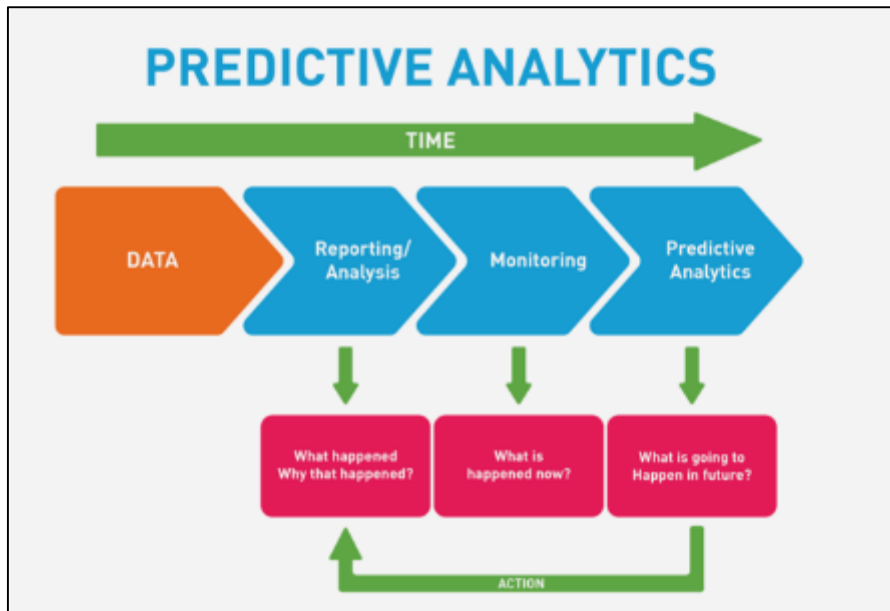 PREDICTIVE ANALYTICS
TIME
DATA
Reporting/
Analysis
Monitoring
Predictive
Analytics
What happened
Why that happened?
What is
happened now?
What is going to
Happen in future?
ACTION